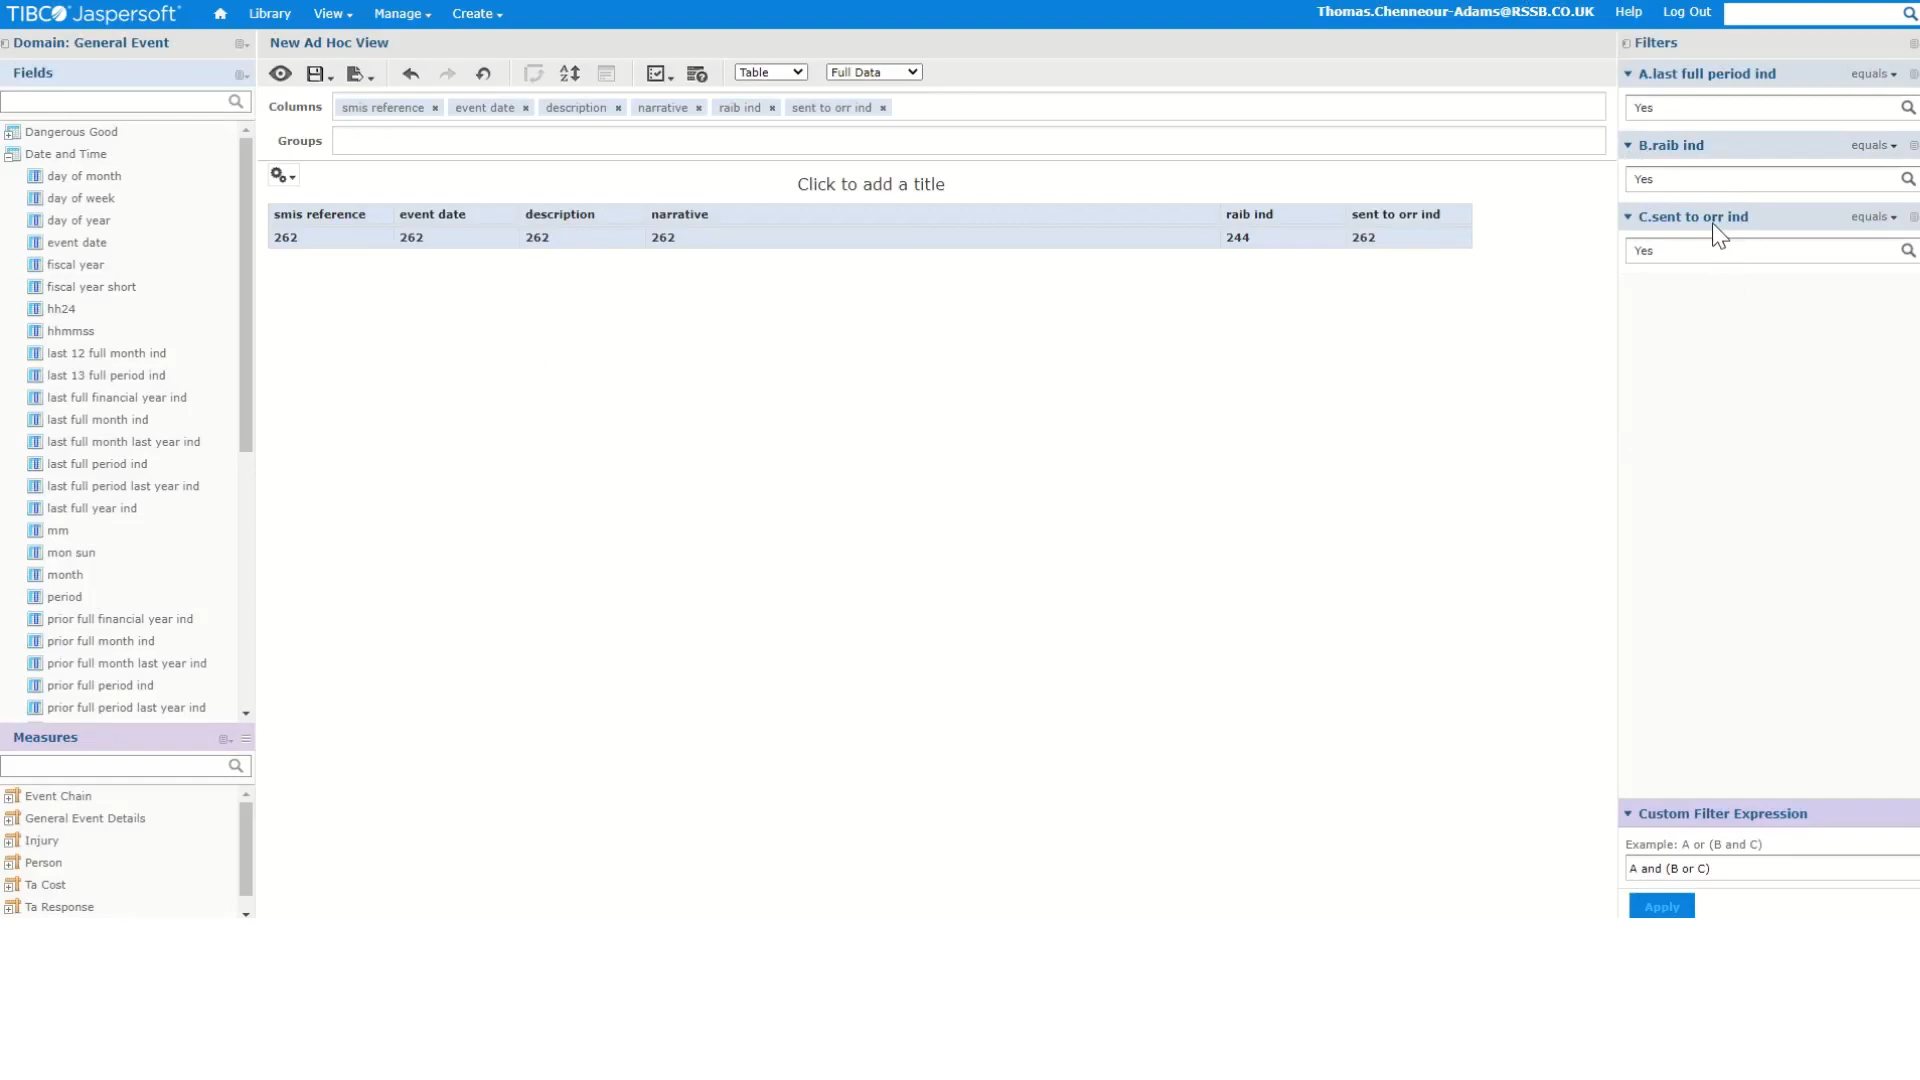 TIBCO Jaspersoft Library View Manage Create Thomas.Chenneour-Adams@RSSB.CO.UK Help Log Out
Domain: General Event
Fields
Dangerous Good
Date and Time
day of month
day of week
day of year
event date
fiscal year
fiscal year short
hh24
hhmmss
last 12 full month ind
last 13 full period ind
last full financial year ind
last full month ind
last full month last year ind
last full period ind
last full period last year ind
last full year ind
mm
mon sun
month
period
prior full financial year ind
prior full month ind
prior full month last year ind
prior full period ind
prior full period last year ind
Measures
Event Chain
General Event Details
Injury
Person
Ta Cost
Ta Response
New Ad Hoc View
Table Full Data
Columns smis reference × event date × description × narrative × raib ind × sent to orr ind ×
Groups
Click to add a title
smis reference event date description narrative raib ind sent to orr ind
262 262 262 262 244 262
Filters
A.last full period ind equals
Yes
B.raib ind equals
Yes
C.sent to orr ind equals
Yes
Custom Filter Expression
Example: A or (B and C)
A and (B or C)
Apply